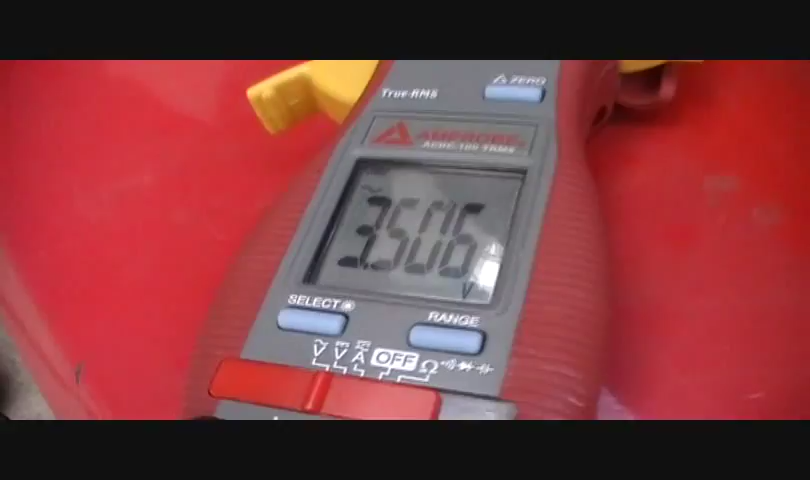 △ ZERO
True-RMS
AMPROBE
ACDC-100 TRMS
~
3.506
V
SELECT
RANGE
V V A OFF Ω